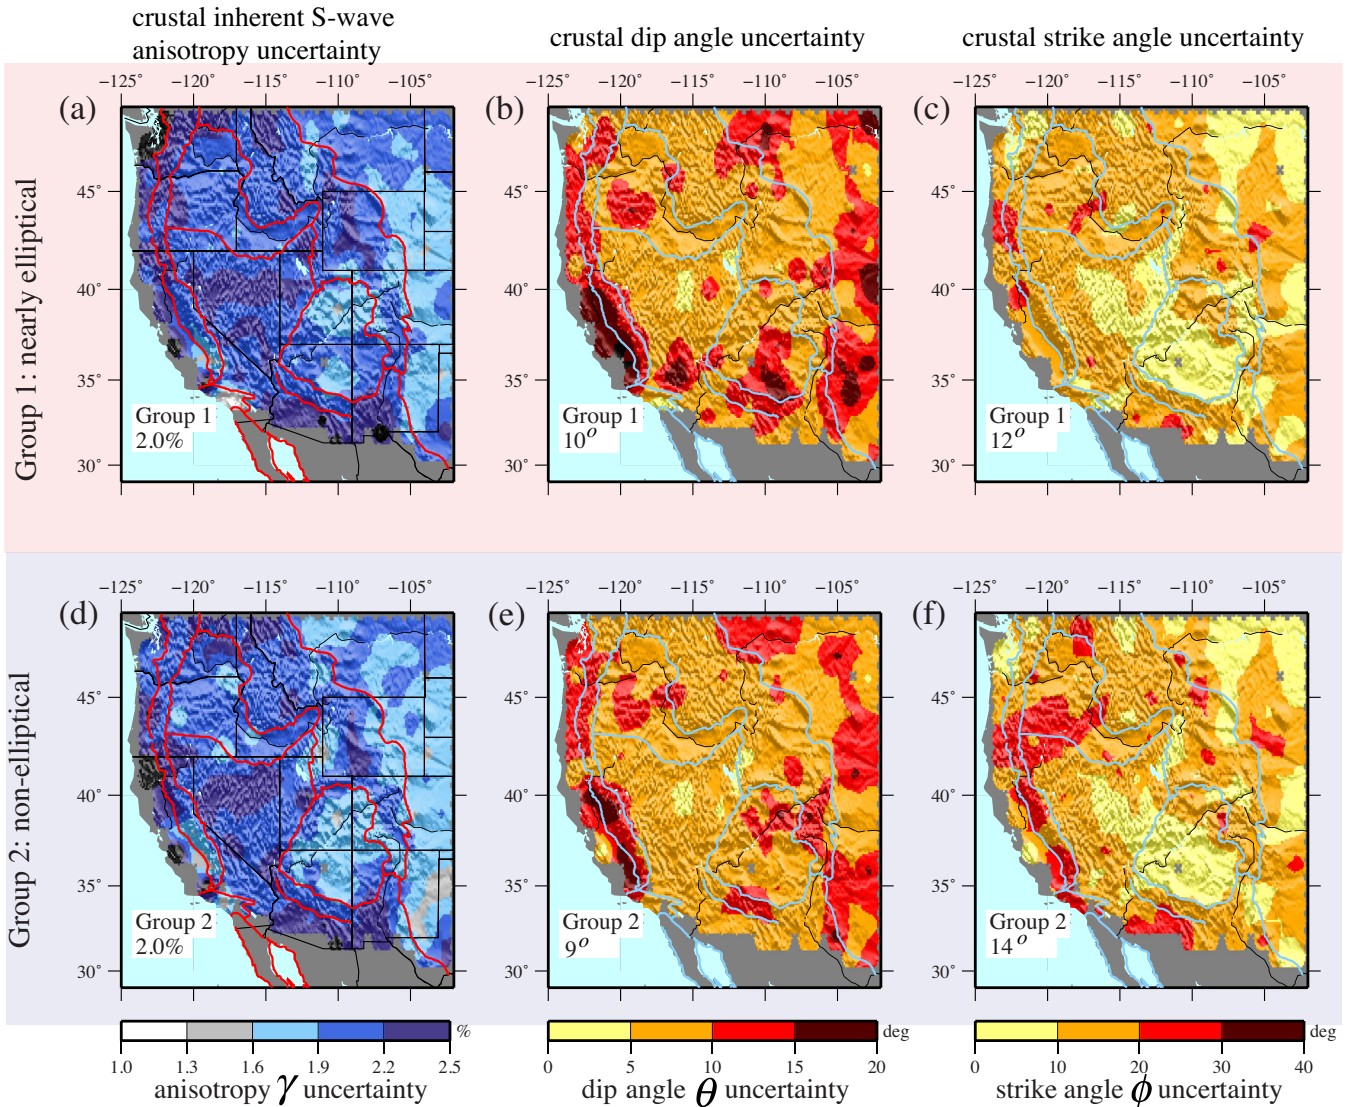 crustal inherent S-wave
anisotropy uncertainty
crustal dip angle uncertainty
crustal strike angle uncertainty
Group 1: nearly elliptical
(a)
−125 −120 −115 −110 −105
45°
40°
35°
30°
Group 1
2.0%
(b)
−120 −115 −110 −105
45°
40°
35°
30°
Group 1
10°
(c)
−120 −115 −110 −105
45°
40°
35°
30°
Group 1
12°
Group 2: non-elliptical
(d)
−125 −120 −115 −110 −105
45°
40°
35°
30°
Group 2
2.0%
(e)
−120 −115 −110 −105
45°
40°
35°
30°
Group 2
9°
(f)
−120 −115 −110 −105
45°
40°
35°
30°
Group 2
14°
%
1.0 1.3 1.6 1.9 2.2 2.5
anisotropy γ uncertainty
deg
0 5 10 15 20
dip angle θ uncertainty
deg
0 10 20 30 40
strike angle ϕ uncertainty